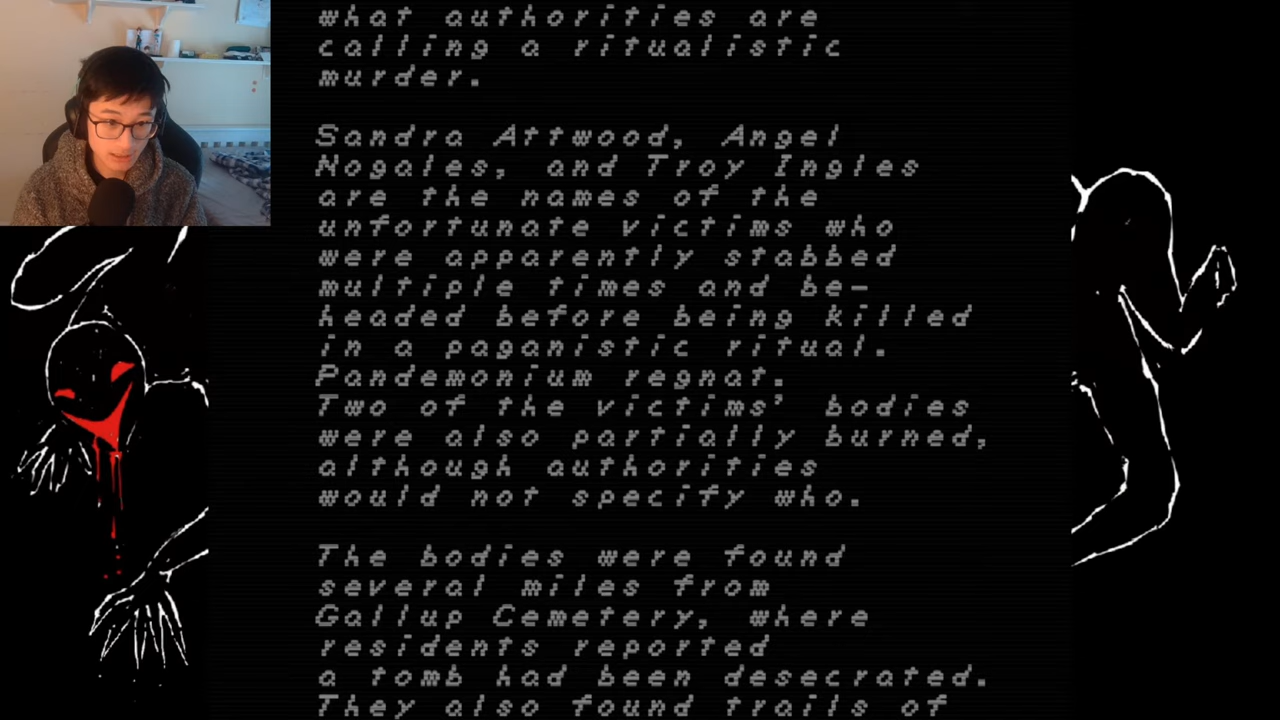 what authorities are
calling a ritualistic
murder.
Sandra Attwood, Angel
Nogales, and Troy Ingles
are the names of the
unfortunate victims who
were apparently stabbed
multiple times and be-
headed before being killed
in a paganistic ritual.
Pandemonium regnat.
Two of the victims' bodies
were also partially burned,
although authorities
would not specify who.
The bodies were found
several miles from
Gallup Cemetery, where
residents reported
a tomb had been desecrated.
They also found trails of